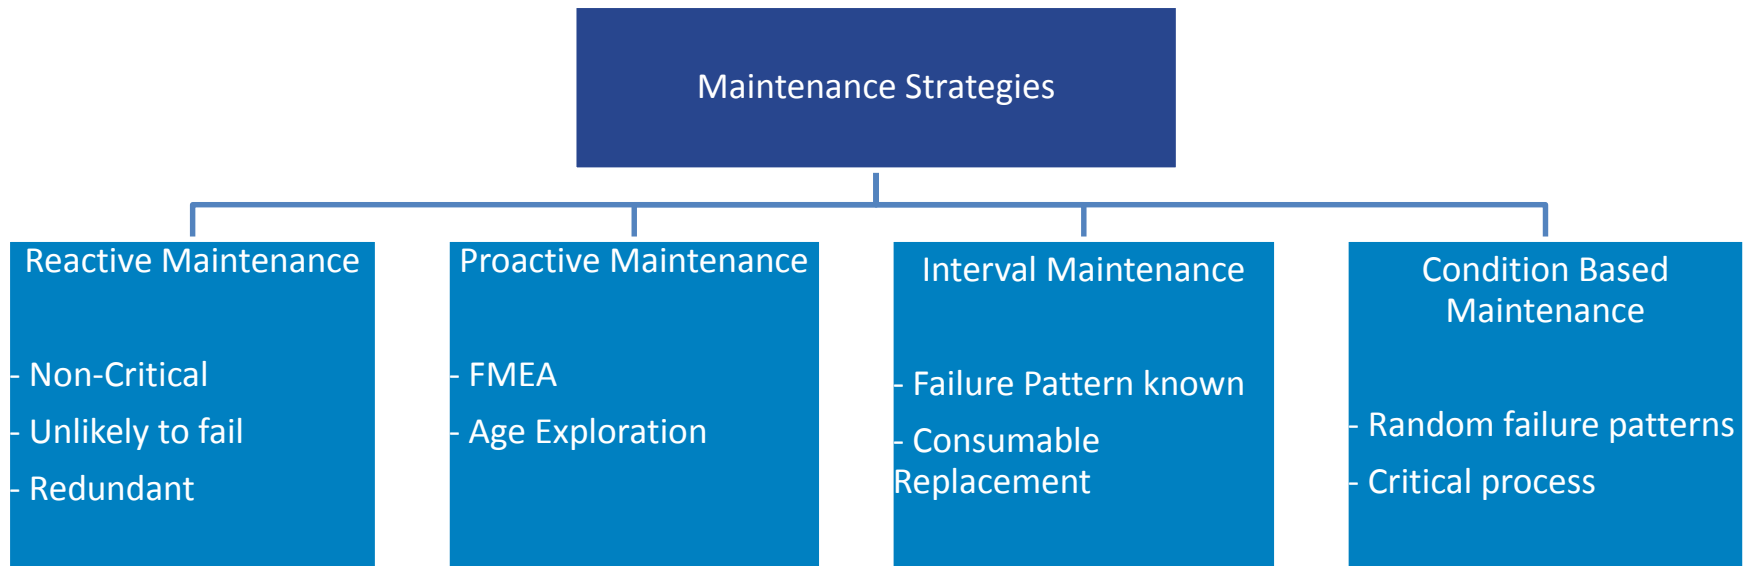 Maintenance Strategies
Reactive Maintenance
- Non-Critical
- Unlikely to fail
- Redundant
Proactive Maintenance
- FMEA
- Age Exploration
Interval Maintenance
- Failure Pattern known
- Consumable
Replacement
Condition Based
Maintenance
- Random failure patterns
- Critical process